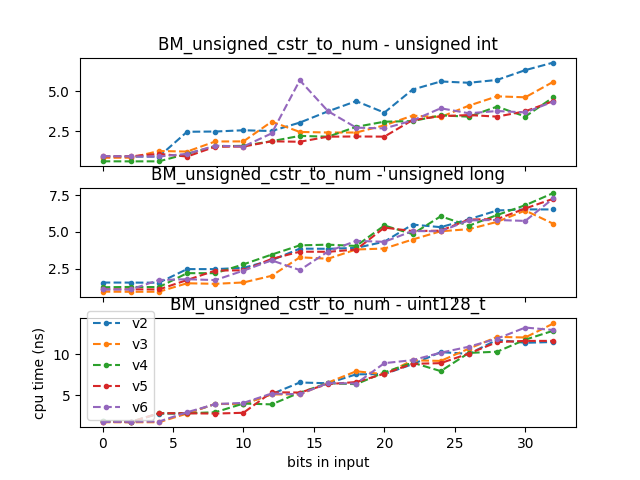 BM_unsigned_cstr_to_num - unsigned int
5.0
2.5
BM_unsigned_cstr_to_num - unsigned long
7.5
5.0
2.5
BM_unsigned_cstr_to_num - uint128_t
v2
v3
v4
v5
v6
10
5
cpu time (ns)
0 5 10 15 20 25 30
bits in input